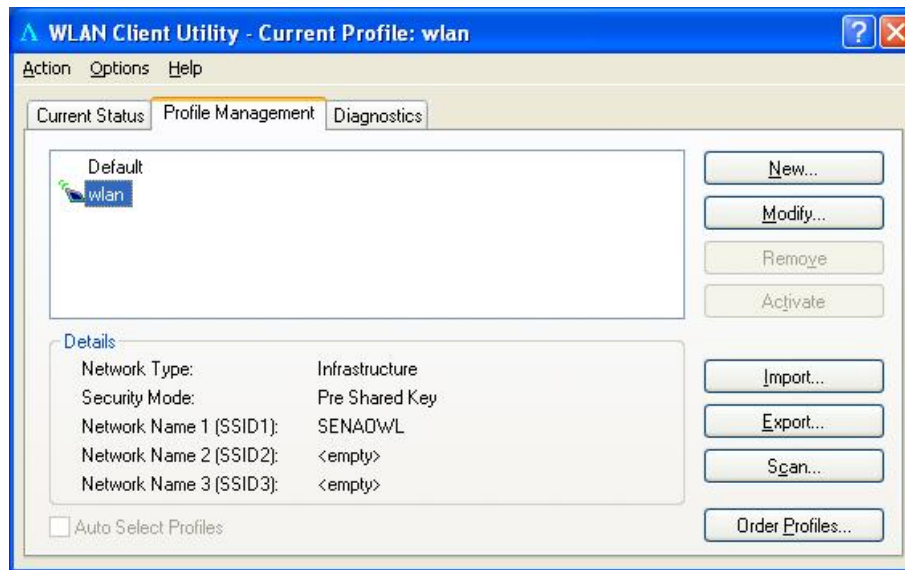 WLAN Client Utility - Current Profile: wlan
Action Options Help
Current Status Profile Management Diagnostics
Default
wlan
New...
Modify...
Remove
Activate
Details
Network Type: Infrastructure
Security Mode: Pre Shared Key
Network Name 1 (SSID1): SENAOWL
Network Name 2 (SSID2): <empty>
Network Name 3 (SSID3): <empty>
Import...
Export...
Scan...
Auto Select Profiles
Order Profiles...